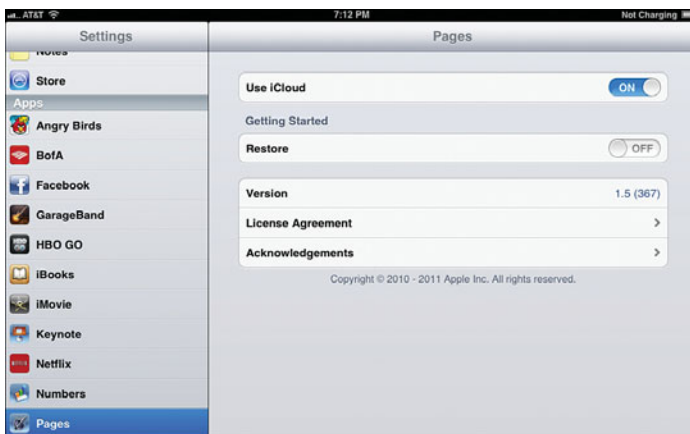 AT&T
7:12 PM
Not Charging
Settings
Pages
Notes
Store
Apps
Angry Birds
BofA
Facebook
GarageBand
HBO GO
iBooks
iMovie
Keynote
Netflix
Numbers
Pages
Use iCloud
ON
Getting Started
Restore
OFF
Version
1.5 (367)
License Agreement
Acknowledgements
Copyright © 2010 - 2011 Apple Inc. All rights reserved.